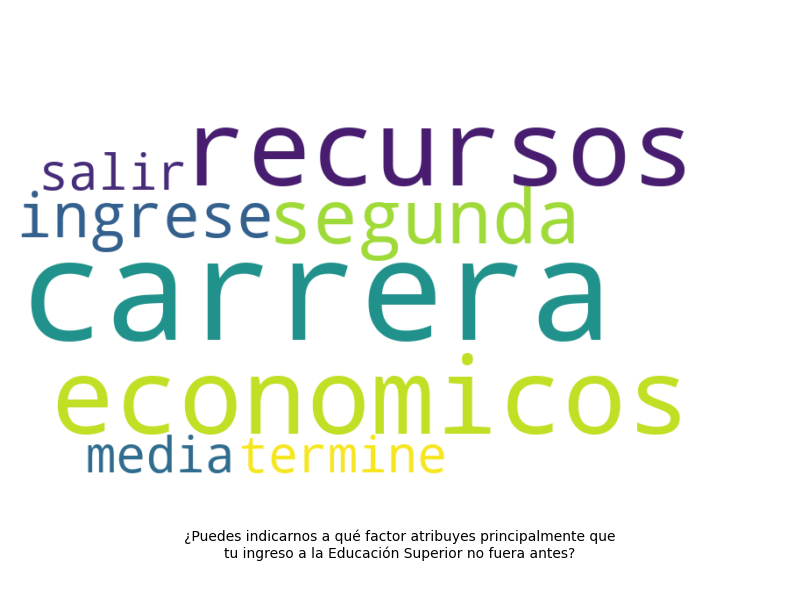 salir recursos
ingrese segunda
carrera
economicos
media termine
¿Puedes indicarnos a qué factor atribuyes principalmente que
tu ingreso a la Educación Superior no fuera antes?